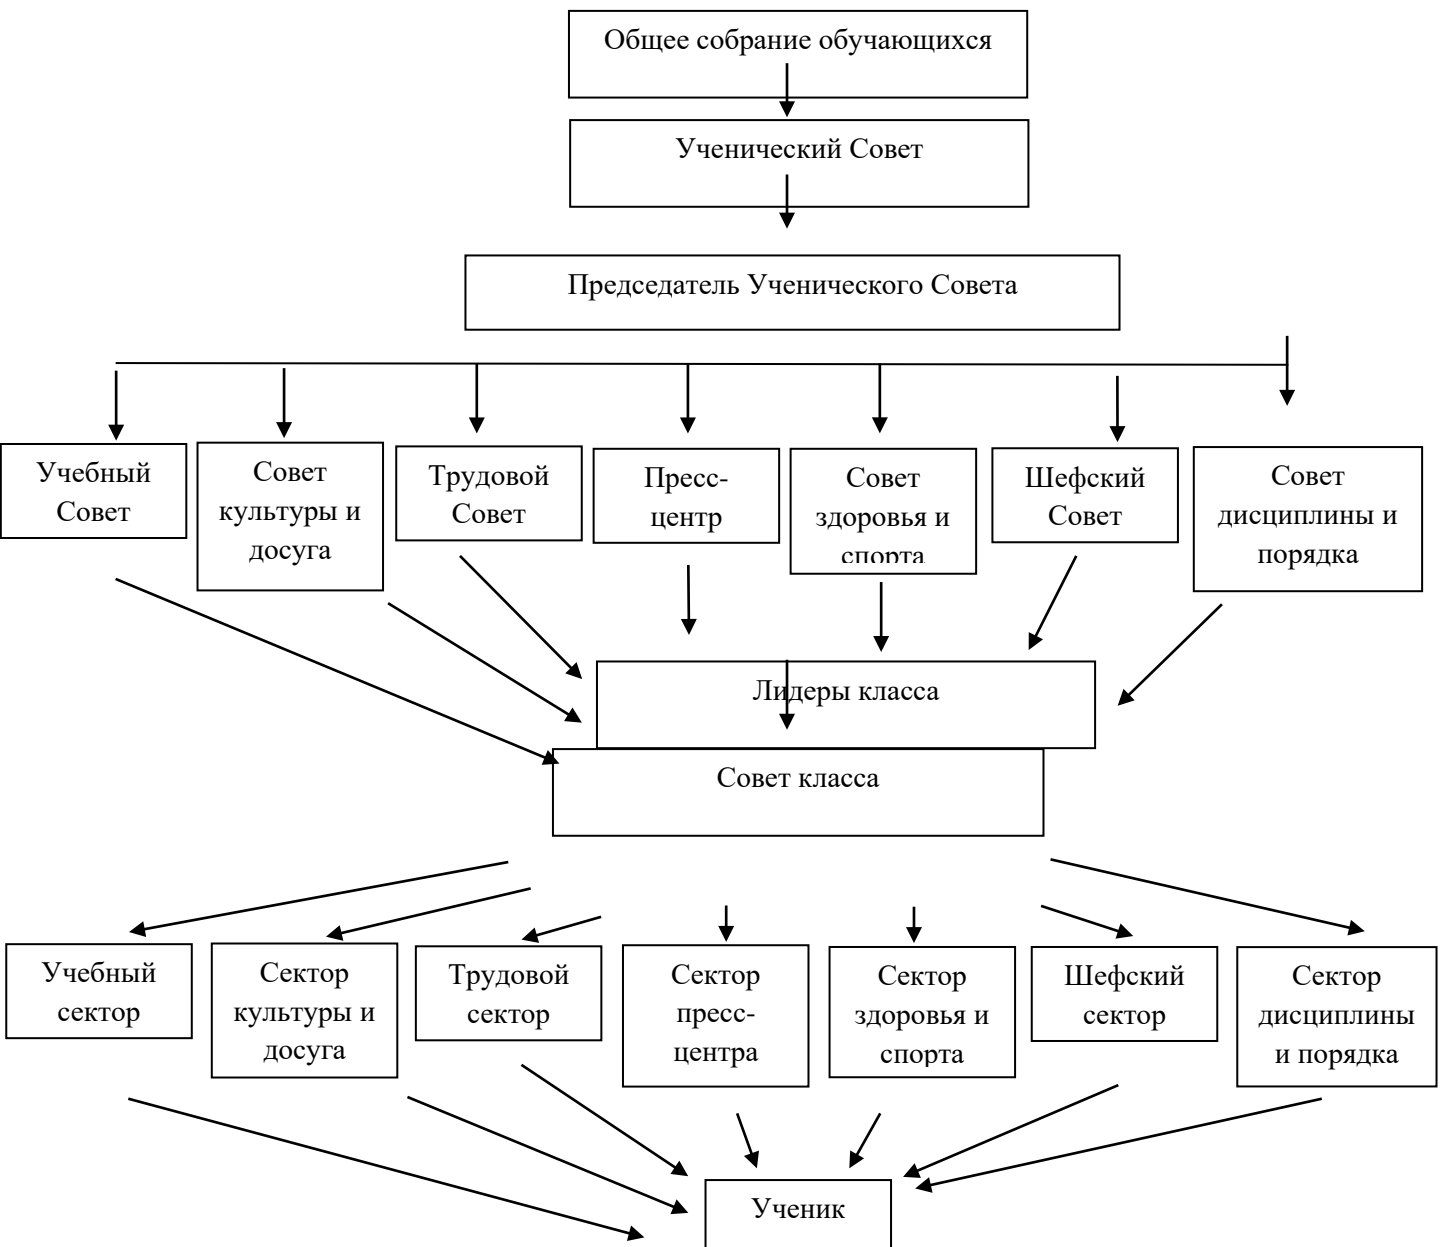 Общее собрание обучающихся
Ученический Совет
Председатель Ученического Совета
Учебный
Совет
Совет
культуры и
досуга
Трудовой
Совет
Пресс-
центр
Совет
здоровья и
спорта
Шефский
Совет
Совет
дисциплины и
порядка
Лидеры класса
Совет класса
Учебный
сектор
Сектор
культуры и
досуга
Трудовой
сектор
Сектор
пресс-
центра
Сектор
здоровья и
спорта
Шефский
сектор
Сектор
дисциплины
и порядка
Ученик